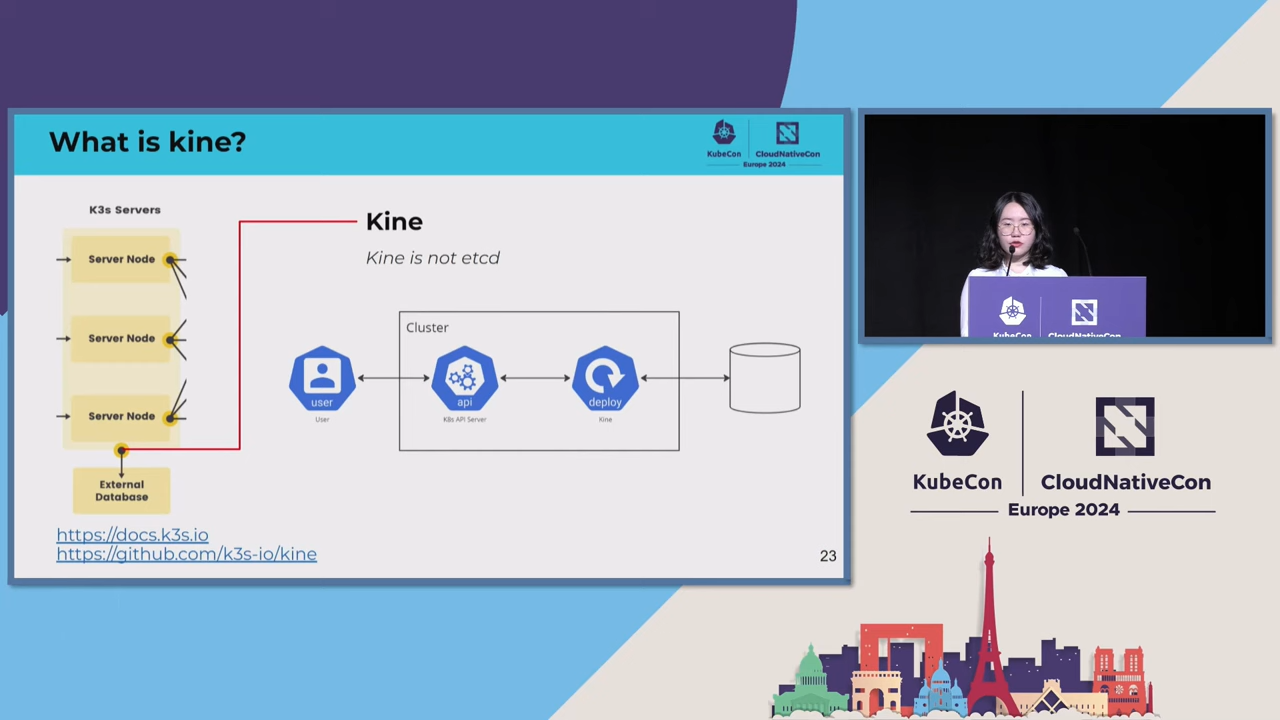 What is kine?
KubeCon
CloudNativeCon
Europe 2024
K3s Servers
Server Node
Server Node
Server Node
External
Database
Kine
Kine is not etcd
Cluster
user
User
api
K8s API Server
deploy
Kine
https://docs.k3s.io
https://github.com/k3s-io/kine
23
KubeCon
CloudNativeCon
KubeCon
CloudNativeCon
Europe 2024